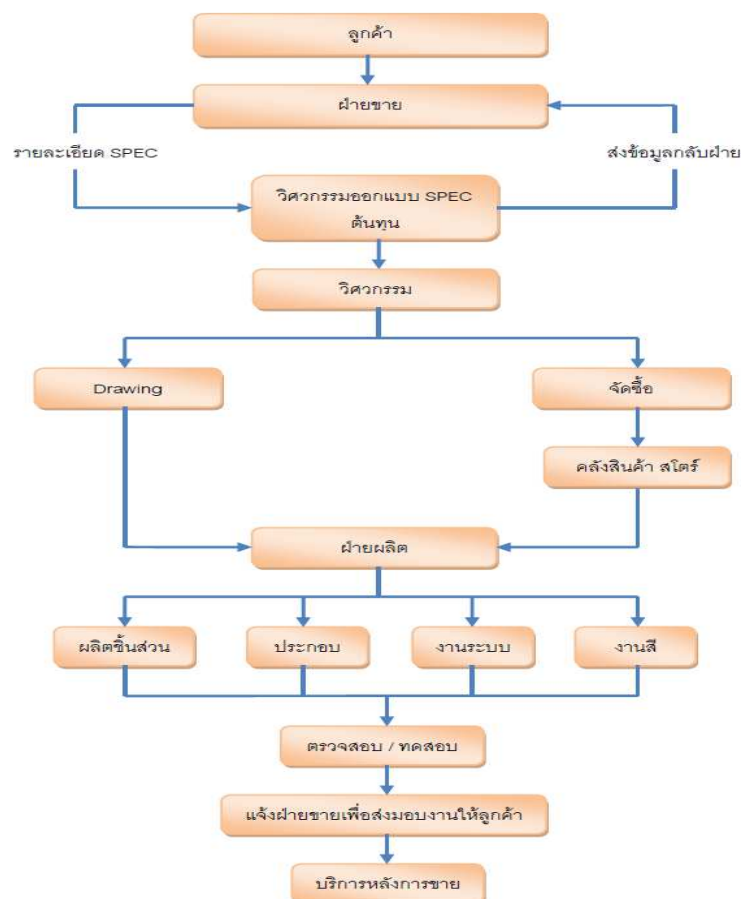 ลูกค้า
ฝ่ายขาย
รายละเอียด SPEC
ส่งข้อมูลกลับฝ่าย
วิศวกรรมออกแบบ SPEC
ต้นทุน
วิศวกรรม
Drawing
จัดซื้อ
คลังสินค้า สโตร์
ฝ่ายผลิต
ผลิตชิ้นส่วน
ประกอบ
งานระบบ
งานสี
ตรวจสอบ / ทดสอบ
แจ้งฝ่ายขายเพื่อส่งมอบงานให้ลูกค้า
บริการหลังการขาย